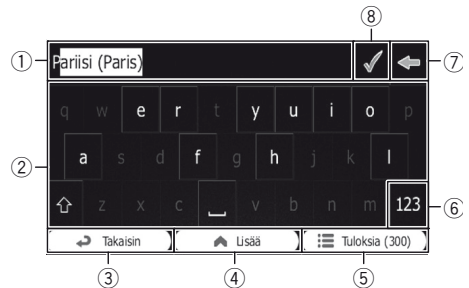 ⑧
① Pariisi (Paris) ⑦
q w e r t y u i o p
② a s d f g h j k l
z x c v b n m 123 ⑥
Takaisin Lisää Tuloksia (300)
③ ④ ⑤